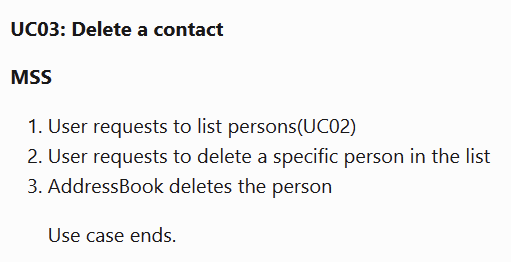 UC03: Delete a contact
MSS
1. User requests to list persons(UC02)
2. User requests to delete a specific person in the list
3. AddressBook deletes the person
Use case ends.